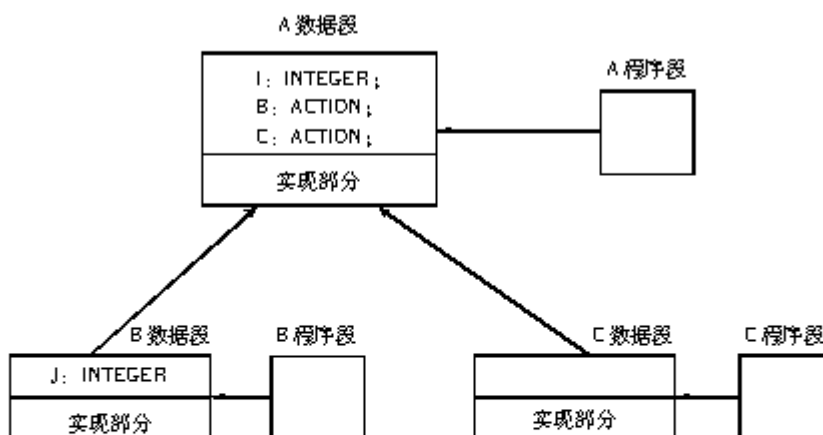 A 数据段
I: INTEGER;
B: ACTION;
C: ACTION;
实现部分
A 程序段
B 数据段
B 程序段
C 数据段
C 程序段
J: INTEGER
实现部分
实现部分